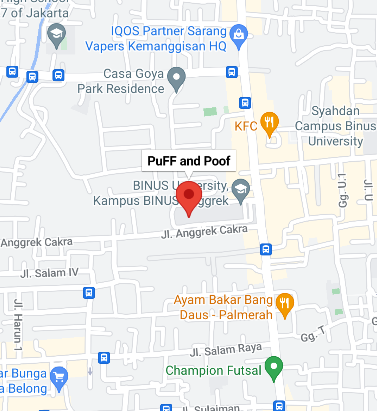 High School
7 of Jakarta
IQOS Partner Sarang
Vapers Kemanggisan HQ
Casa Goya
Park Residence
KFC
Syahdan
Campus Binus
University
PuFF and Poof
BINUS University,
Kampus BINUS Anggrek
Gg. U.1
Jl. U
Anggrek Cakra
Jl. Anggrek Cakra
Jl. Salam IV
Jl. Harun 1
Ayam Bakar Bang
Daus - Palmerah
Gg. T
Jl. Salam Raya
Champion Futsal
ar Bunga
a Belong
Jl. Sulaiman